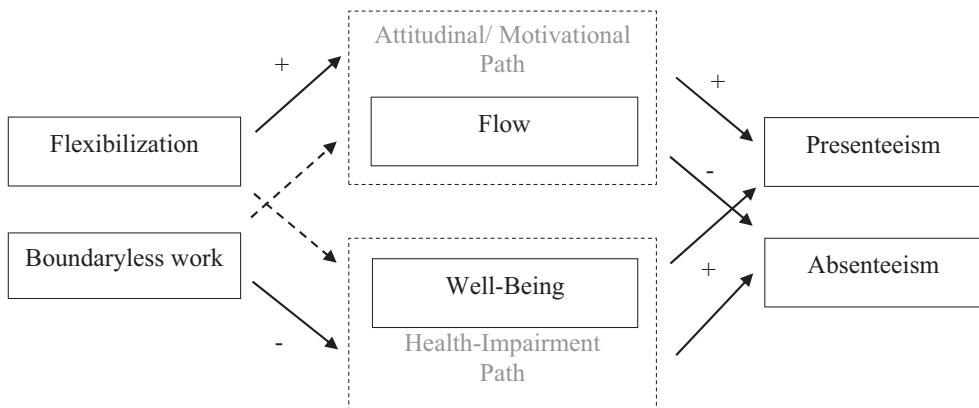 Attitudinal/ Motivational
Path
+
+
Flow
Flexibilization
Presenteeism
-
Boundaryless work
Absenteeism
Well-Being
+
-
Health-Impairment
Path